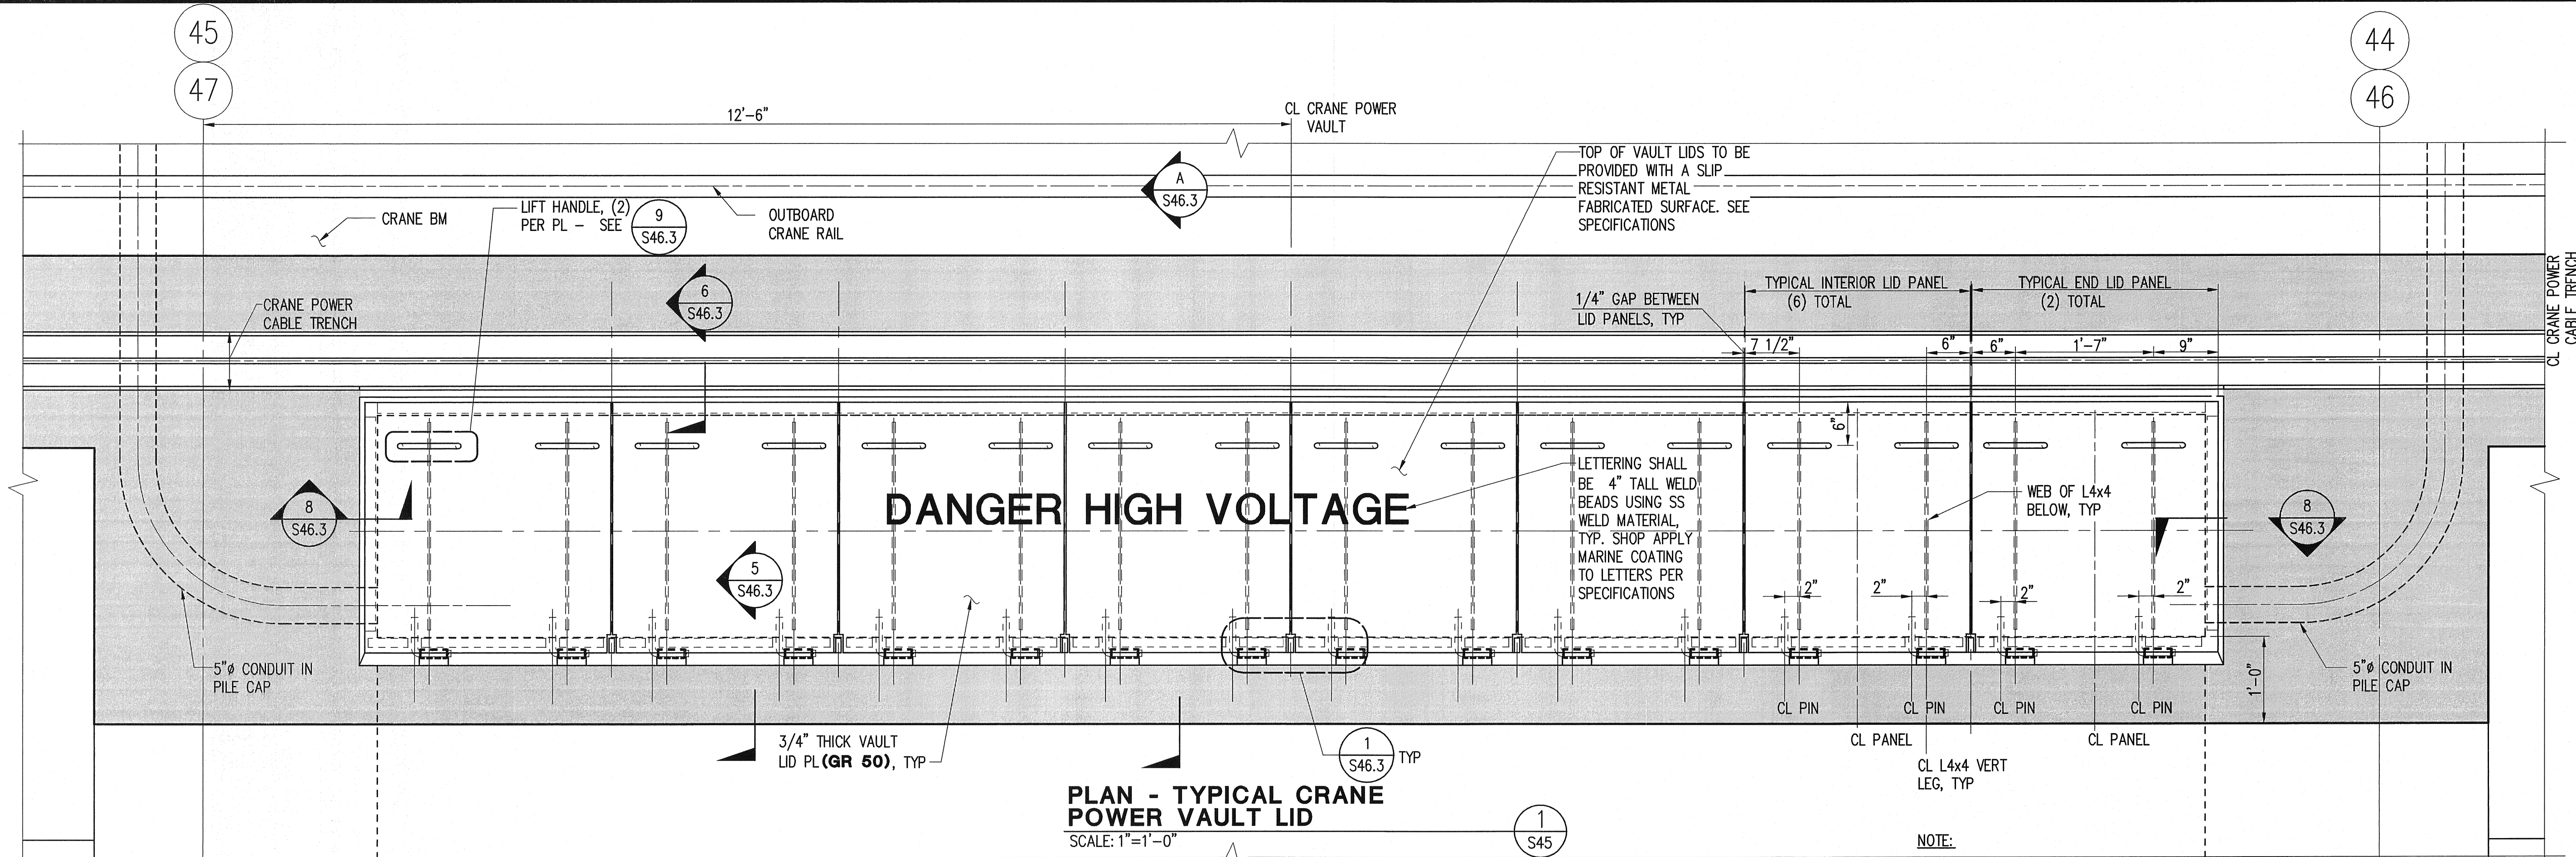 45
47
44
46
12'-6"
CL CRANE POWER
VAULT
A
S46.3
TOP OF VAULT LIDS TO BE
PROVIDED WITH A SLIP
RESISTANT METAL
FABRICATED SURFACE. SEE
SPECIFICATIONS
CRANE BM
LIFT HANDLE, (2)
PER PL - SEE
9
S46.3
OUTBOARD
CRANE RAIL
CRANE POWER
CABLE TRENCH
6
S46.3
1/4" GAP BETWEEN
LID PANELS, TYP
TYPICAL INTERIOR LID PANEL
(6) TOTAL
TYPICAL END LID PANEL
(2) TOTAL
CL CRANE POWER
CABLE TRENCH
7 1/2"
6"
6"
1'-7"
9"
6"
8
S46.3
DANGER HIGH VOLTAGE
LETTERING SHALL
BE 4" TALL WELD
BEADS USING SS
WELD MATERIAL,
TYP. SHOP APPLY
MARINE COATING
TO LETTERS PER
SPECIFICATIONS
WEB OF L4x4
BELOW, TYP
8
S46.3
5
S46.3
2"
2"
2"
2"
5"ø CONDUIT IN
PILE CAP
5"ø CONDUIT IN
PILE CAP
1'-0"
CL PIN
CL PIN
CL PIN
CL PIN
3/4" THICK VAULT
LID PL(GR 50), TYP
1
S46.3
TYP
CL PANEL
CL PANEL
CL L4x4 VERT
LEG, TYP
PLAN - TYPICAL CRANE
POWER VAULT LID
SCALE: 1"=1'-0"
1
S45
NOTE: